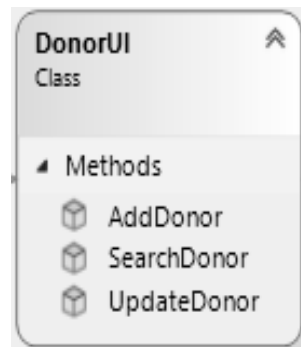 DonorUI
Class
Methods
AddDonor
SearchDonor
UpdateDonor